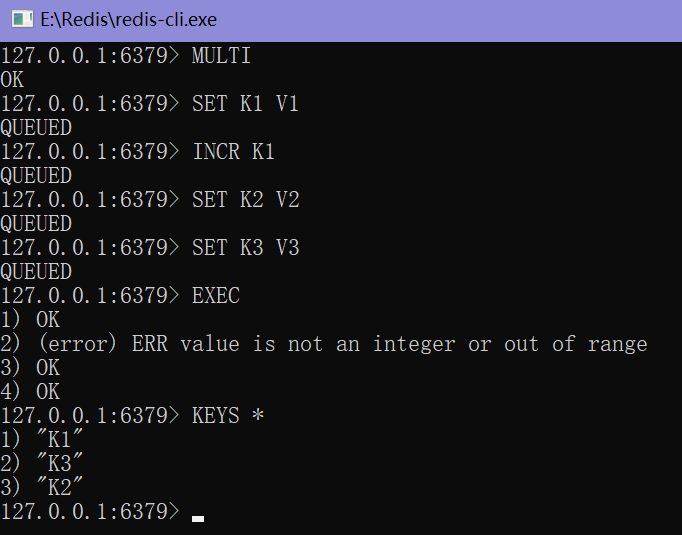 E:\Redis\redis-cli.exe
127.0.0.1:6379> MULTI
OK
127.0.0.1:6379> SET K1 V1
QUEUED
127.0.0.1:6379> INCR K1
QUEUED
127.0.0.1:6379> SET K2 V2
QUEUED
127.0.0.1:6379> SET K3 V3
QUEUED
127.0.0.1:6379> EXEC
1) OK
2) (error) ERR value is not an integer or out of range
3) OK
4) OK
127.0.0.1:6379> KEYS *
1) "K1"
2) "K3"
3) "K2"
127.0.0.1:6379>